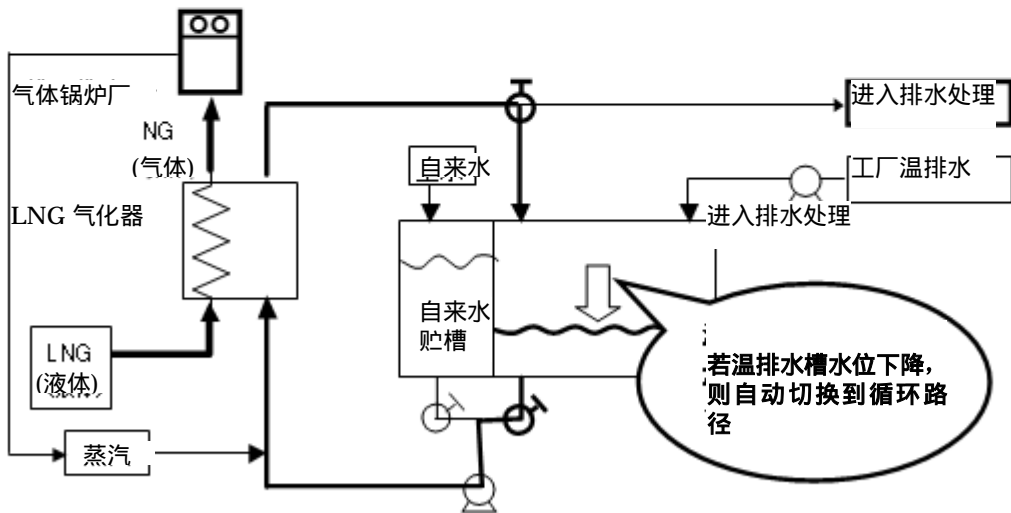 气体锅炉厂
NG
(气体)
LNG 气化器
LNG
(液体)
蒸汽
自来水
自来水
贮槽
进入排水处理
工厂温排水
进入排水处理
若温排水槽水位下降，
则自动切换到循环路
径